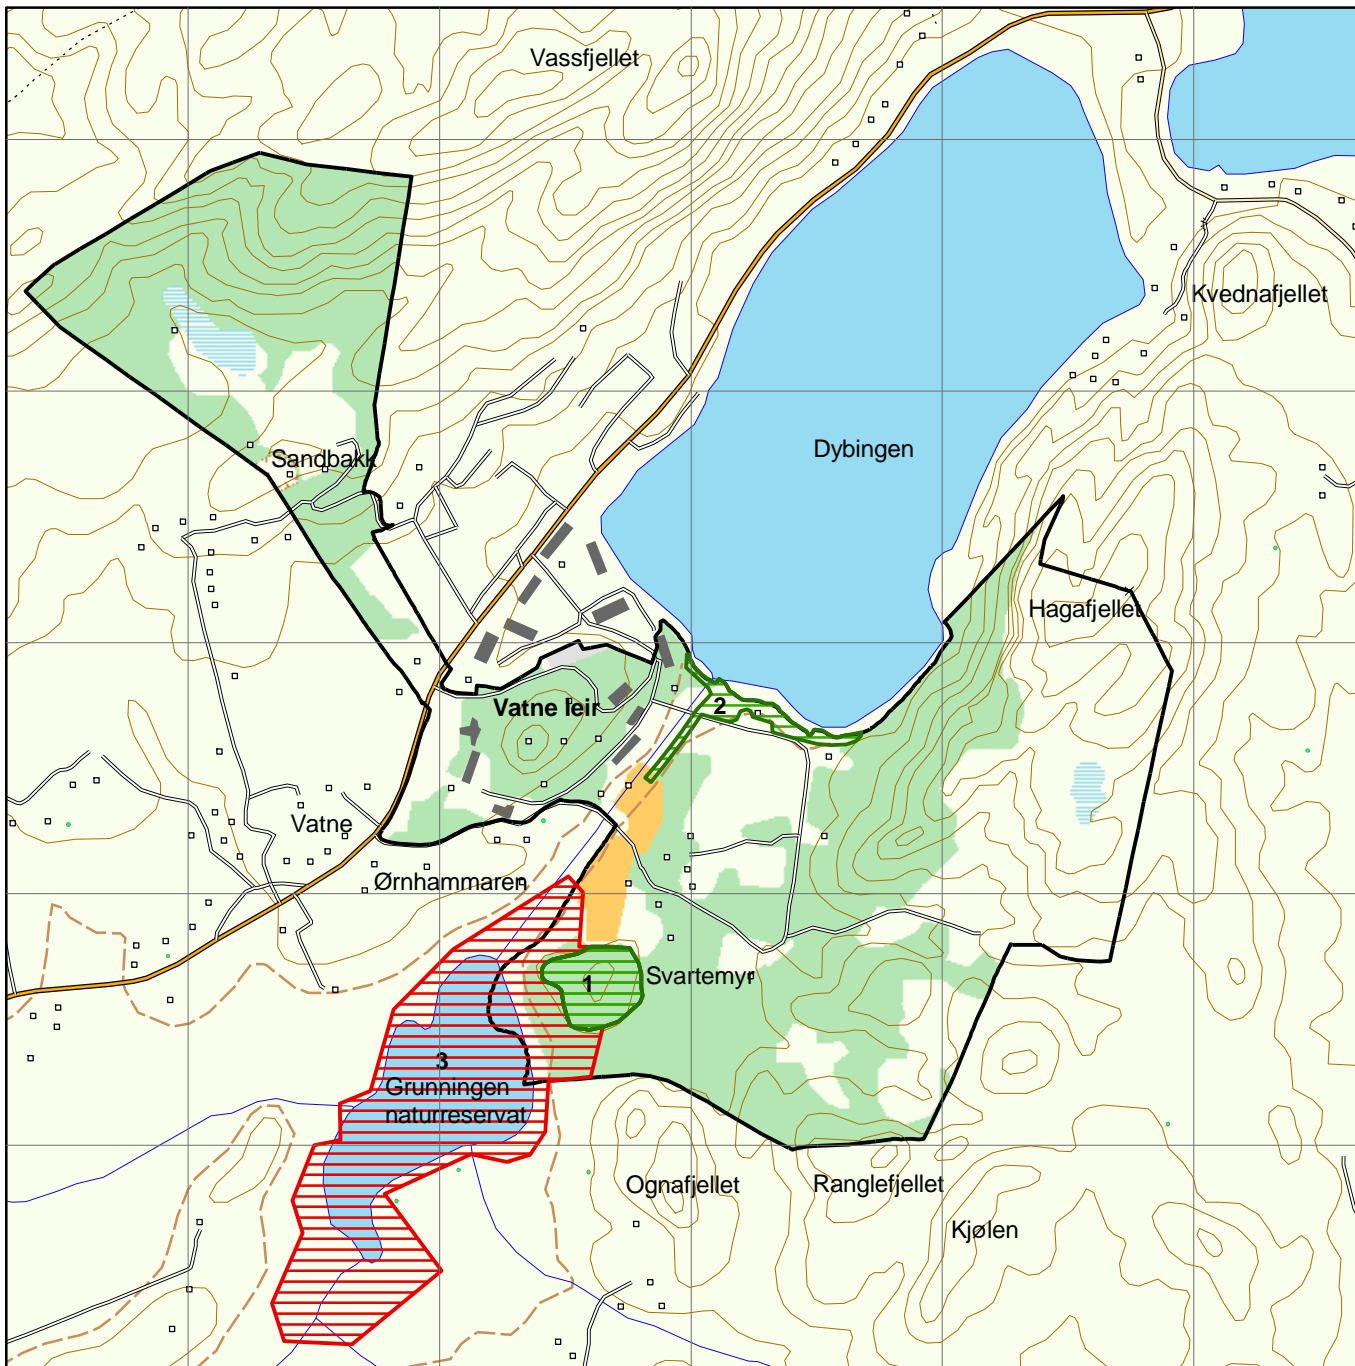 Vassfjellet
Kvednafjellet
Dybingen
Sandbakk
Hagafjellet
Vatne leir
2
Vatne
Ørnhammaren
Svartemyr
1
3
Grunningen
naturreservat
Ognafjellet
Ranglefjellet
Kjølen